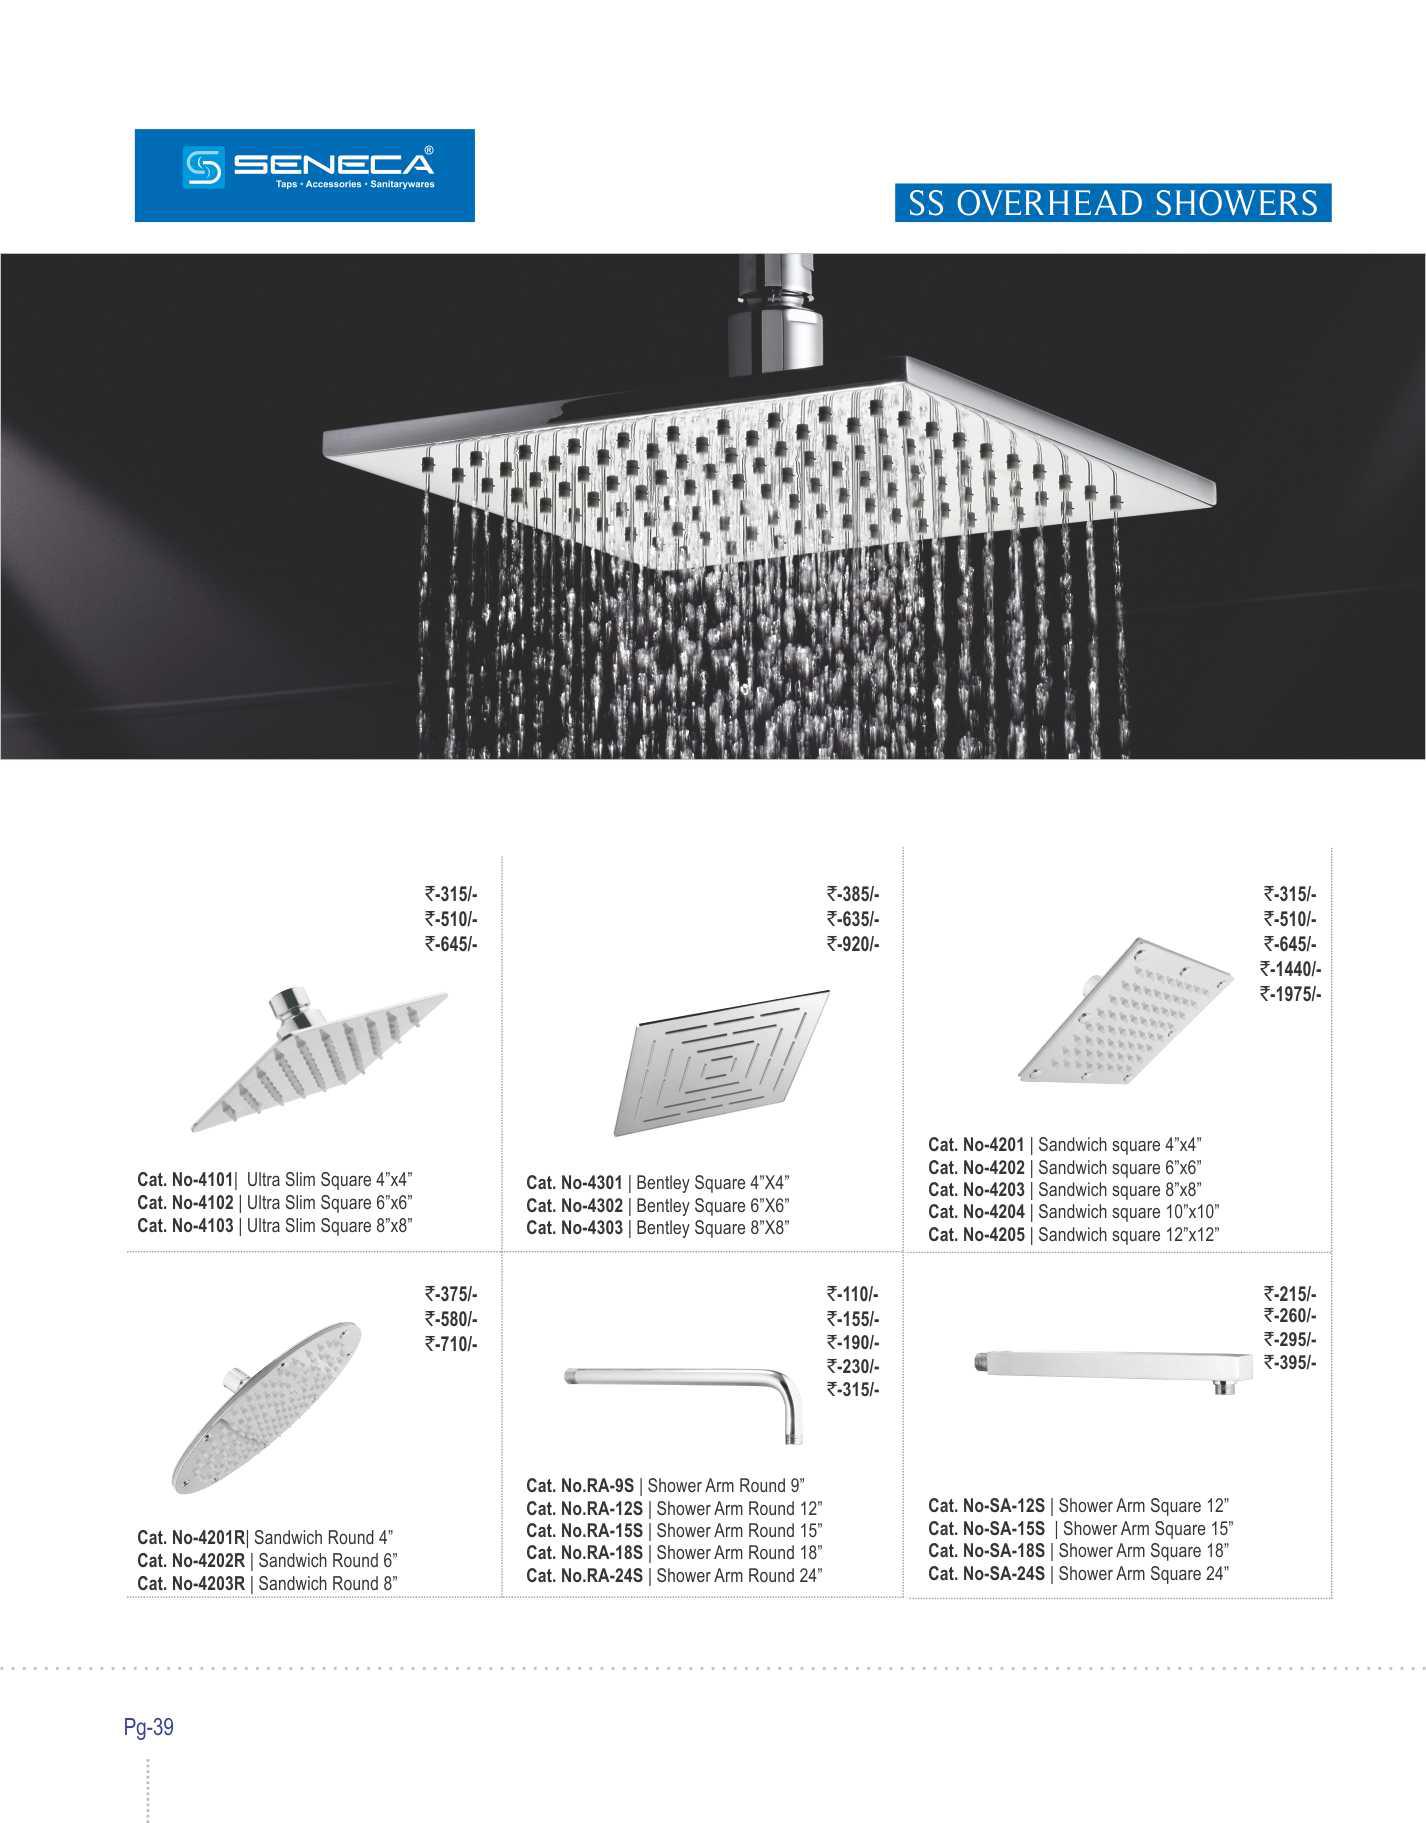 SENECA®
Taps • Accessories • Sanitarywares
SS OVERHEAD SHOWERS
₹-315/-
₹-510/-
₹-645/-
Cat. No-4101| Ultra Slim Square 4”x4”
Cat. No-4102 | Ultra Slim Square 6”x6”
Cat. No-4103 | Ultra Slim Square 8”x8”
₹-385/-
₹-635/-
₹-920/-
Cat. No-4301 | Bentley Square 4”X4”
Cat. No-4302 | Bentley Square 6”X6”
Cat. No-4303 | Bentley Square 8”X8”
₹-315/-
₹-510/-
₹-645/-
₹-1440/-
₹-1975/-
Cat. No-4201 | Sandwich square 4”x4”
Cat. No-4202 | Sandwich square 6”x6”
Cat. No-4203 | Sandwich square 8”x8”
Cat. No-4204 | Sandwich square 10”x10”
Cat. No-4205 | Sandwich square 12”x12”
₹-375/-
₹-580/-
₹-710/-
Cat. No-4201R| Sandwich Round 4”
Cat. No-4202R | Sandwich Round 6”
Cat. No-4203R | Sandwich Round 8”
₹-110/-
₹-155/-
₹-190/-
₹-230/-
₹-315/-
Cat. No.RA-9S | Shower Arm Round 9”
Cat. No.RA-12S | Shower Arm Round 12”
Cat. No.RA-15S | Shower Arm Round 15”
Cat. No.RA-18S | Shower Arm Round 18”
Cat. No.RA-24S | Shower Arm Round 24”
₹-215/-
₹-260/-
₹-295/-
₹-395/-
Cat. No-SA-12S | Shower Arm Square 12”
Cat. No-SA-15S | Shower Arm Square 15”
Cat. No-SA-18S | Shower Arm Square 18”
Cat. No-SA-24S | Shower Arm Square 24”
Pg-39